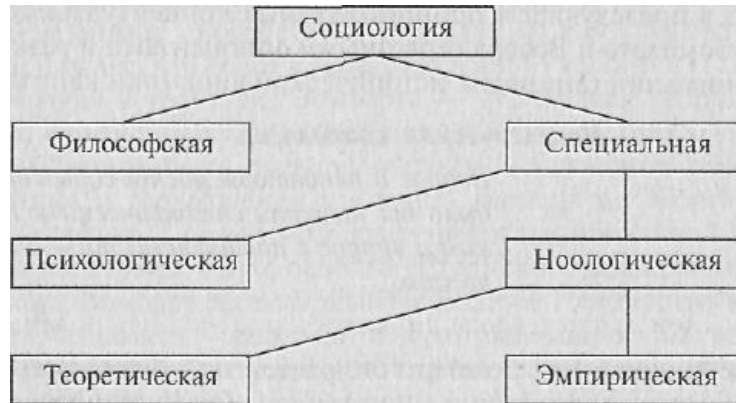 Социология
Философская
Специальная
Психологическая
Ноологическая
Теоретическая
Эмпирическая